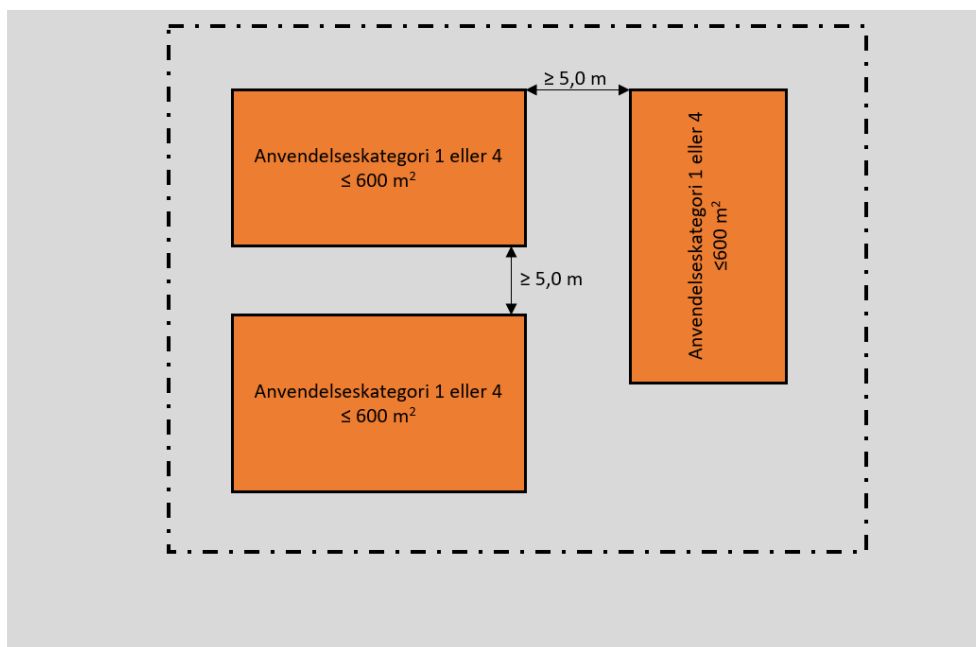 ≥ 5,0 m
Anvendelseskategori 1 eller 4
≤ 600 m²
Anvendelseskategori 1 eller 4
≤600 m²
≥ 5,0 m
Anvendelseskategori 1 eller 4
≤ 600 m²